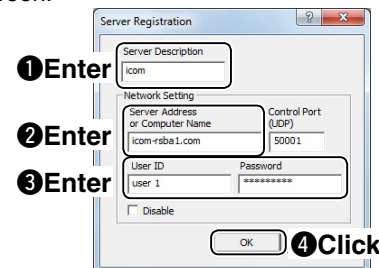 Server Registration
Server Description
❶Enter
icom
Network Setting
Server Address
or Computer Name
Control Port
(UDP)
❷Enter
icom-rsba1.com
50001
User ID
Password
❸Enter
user 1
*********
Disable
OK
❹Click